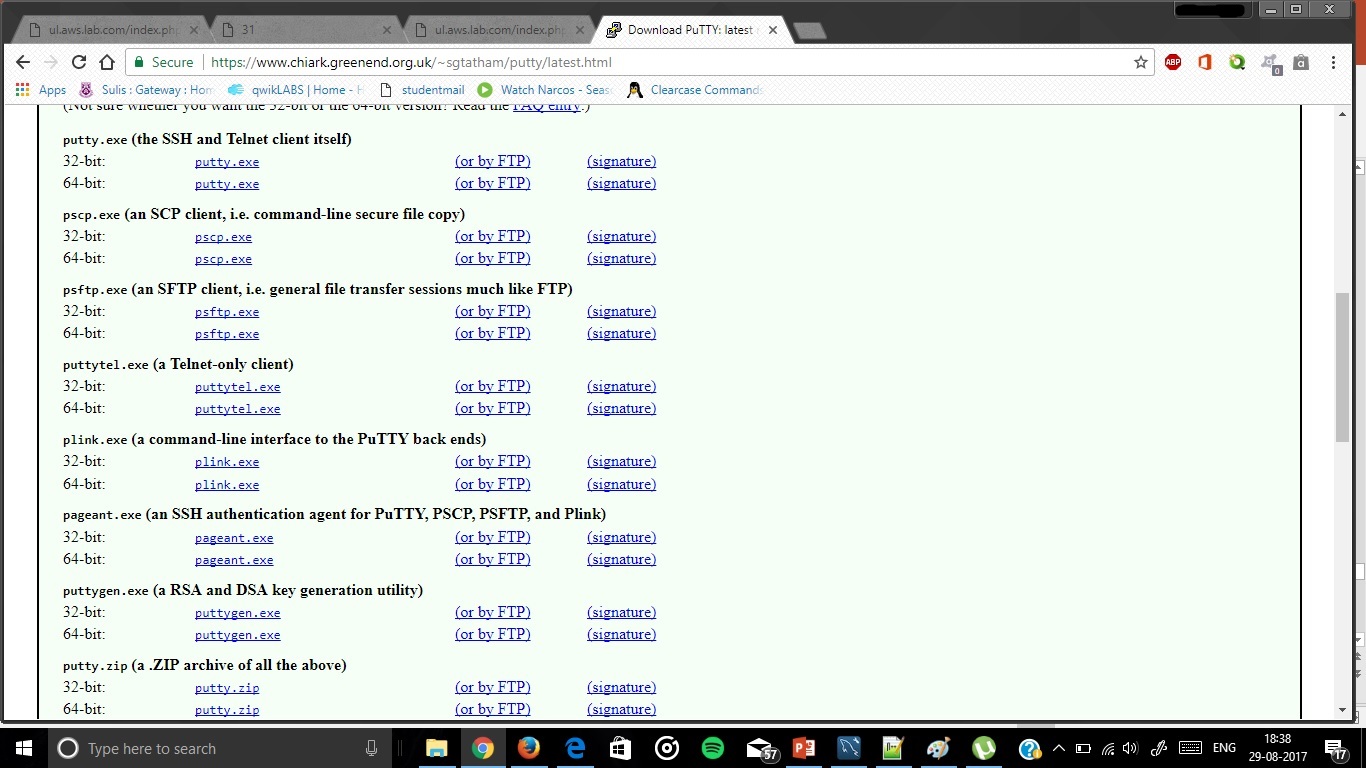 ul.aws.lab.com/index.ph
31
ul.aws.lab.com/index.ph
Download PuTTY: latest
Secure https://www.chiark.greenend.org.uk/~sgtatham/putty/latest.html
ABP
0
Apps Sulis : Gateway : Hom qwikLABS | Home - H studentmail Watch Narcos - Seas Clearcase Command
(Not sure whether you want the 32-bit or the 64-bit version? Read the FAQ entry.)
putty.exe (the SSH and Telnet client itself)
32-bit: putty.exe (or by FTP) (signature)
64-bit: putty.exe (or by FTP) (signature)
pscp.exe (an SCP client, i.e. command-line secure file copy)
32-bit: pscp.exe (or by FTP) (signature)
64-bit: pscp.exe (or by FTP) (signature)
psftp.exe (an SFTP client, i.e. general file transfer sessions much like FTP)
32-bit: psftp.exe (or by FTP) (signature)
64-bit: psftp.exe (or by FTP) (signature)
puttytel.exe (a Telnet-only client)
32-bit: puttytel.exe (or by FTP) (signature)
64-bit: puttytel.exe (or by FTP) (signature)
plink.exe (a command-line interface to the PuTTY back ends)
32-bit: plink.exe (or by FTP) (signature)
64-bit: plink.exe (or by FTP) (signature)
pageant.exe (an SSH authentication agent for PuTTY, PSCP, PSFTP, and Plink)
32-bit: pageant.exe (or by FTP) (signature)
64-bit: pageant.exe (or by FTP) (signature)
puttygen.exe (a RSA and DSA key generation utility)
32-bit: puttygen.exe (or by FTP) (signature)
64-bit: puttygen.exe (or by FTP) (signature)
putty.zip (a .ZIP archive of all the above)
32-bit: putty.zip (or by FTP) (signature)
64-bit: putty.zip (or by FTP) (signature)
Type here to search
57
ENG
18:38
29-08-2017
17